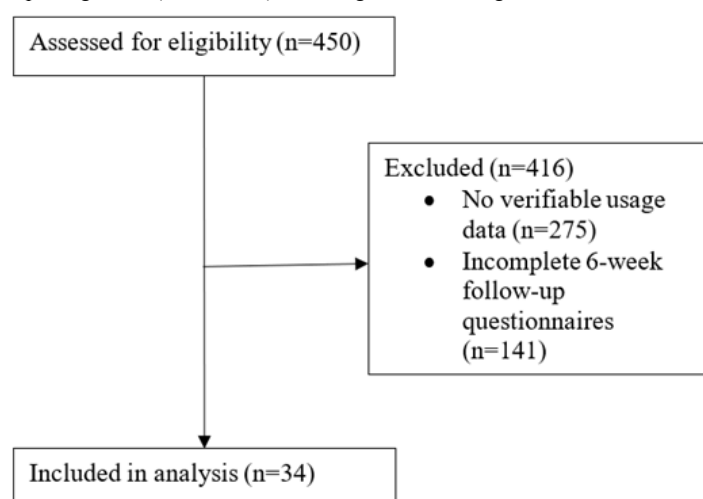 Assessed for eligibility (n=450)
Excluded (n=416)
● No verifiable usage
data (n=275)
● Incomplete 6-week
follow-up
questionnaires
(n=141)
Included in analysis (n=34)